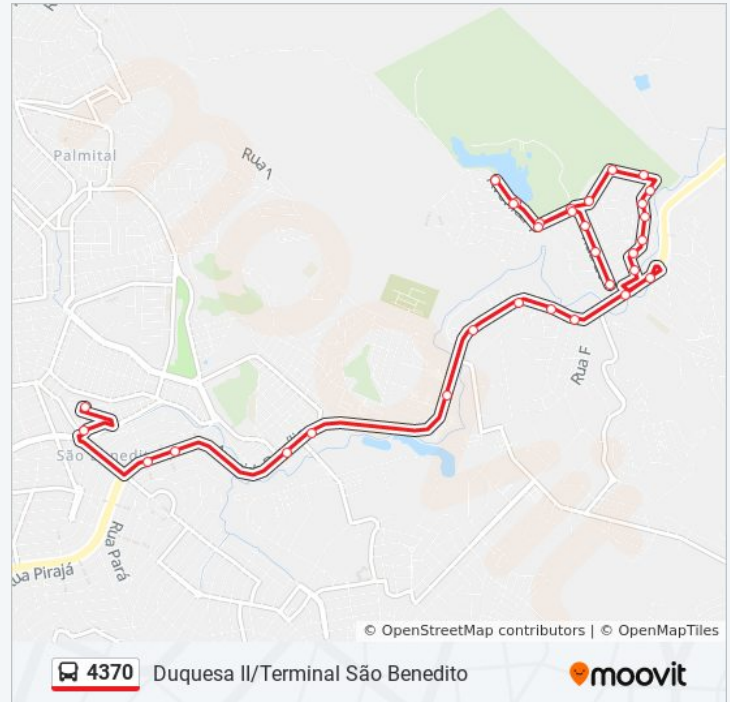 Palmital
Rua 1
Rua F
São Benedito
Rua Pará
ua Pirajá
© OpenStreetMap contributors | © OpenMapTiles
4370 Duquesa II/Terminal São Benedito
moovit